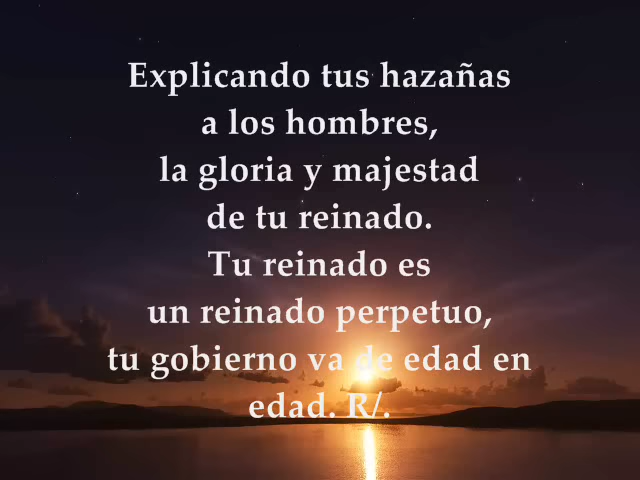 Explicando tus hazañas
a los hombres,
la gloria y majestad
de tu reinado.
Tu reinado es
un reinado perpetuo,
tu gobierno va de edad en
edad. R/.